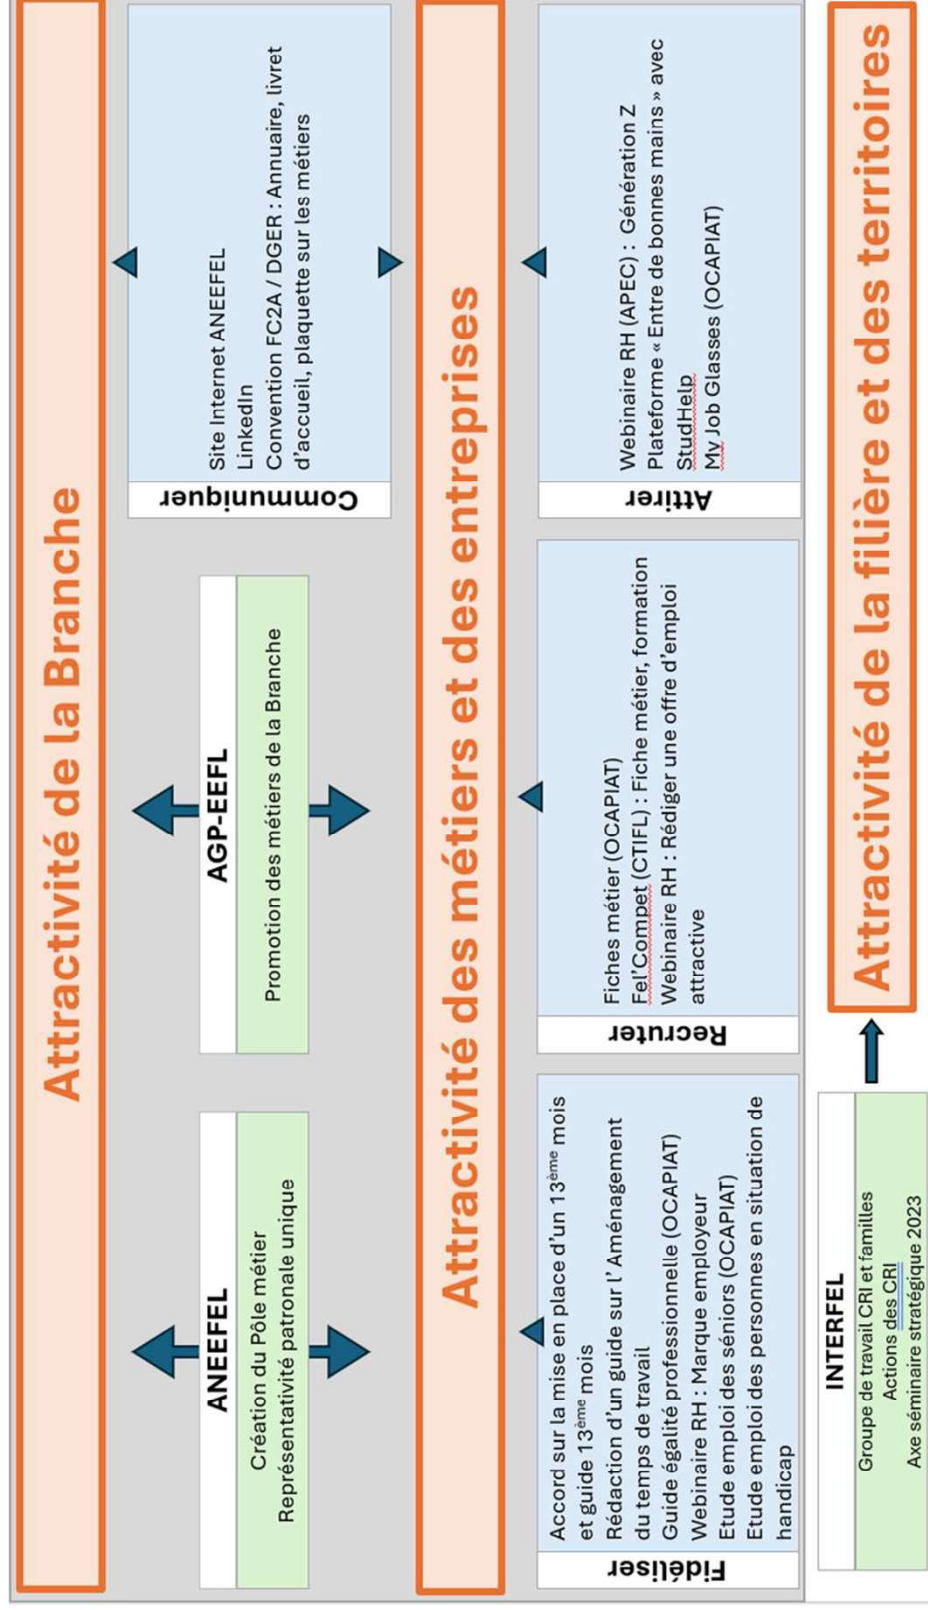 Attractivité de la Branche
ANEEFEL
Création du Pôle métier
Représentativité patronale unique
AGP-EEFL
Promotion des métiers de la Branche
Communiquer
Site Internet ANEEFEL
LinkedIn
Convention FC2A / DGER : Annuaire, livret
d'accueil, plaquette sur les métiers
Attractivité des métiers et des entreprises
Fidéliser
Accord sur la mise en place d'un 13ème mois
et guide 13ème mois
Rédaction d'un guide sur l' Aménagement
du temps de travail
Guide égalité professionnelle (OCAPIAT)
Webinaire RH : Marque employeur
Etude emploi des séniors (OCAPIAT)
Etude emploi des personnes en situation de
handicap
Recruter
Fiches métier (OCAPIAT)
Fel'Compet (CTIFL) : Fiche métier, formation
Webinaire RH : Rédiger une offre d'emploi
attractive
Attirer
Webinaire RH (APEC) : Génération Z
Plateforme « Entre de bonnes mains » avec
StudHelp
My Job Glasses (OCAPIAT)
INTERFEL
Groupe de travail CRI et familles
Actions des CRI
Axe séminaire stratégique 2023
Attractivité de la filière et des territoires